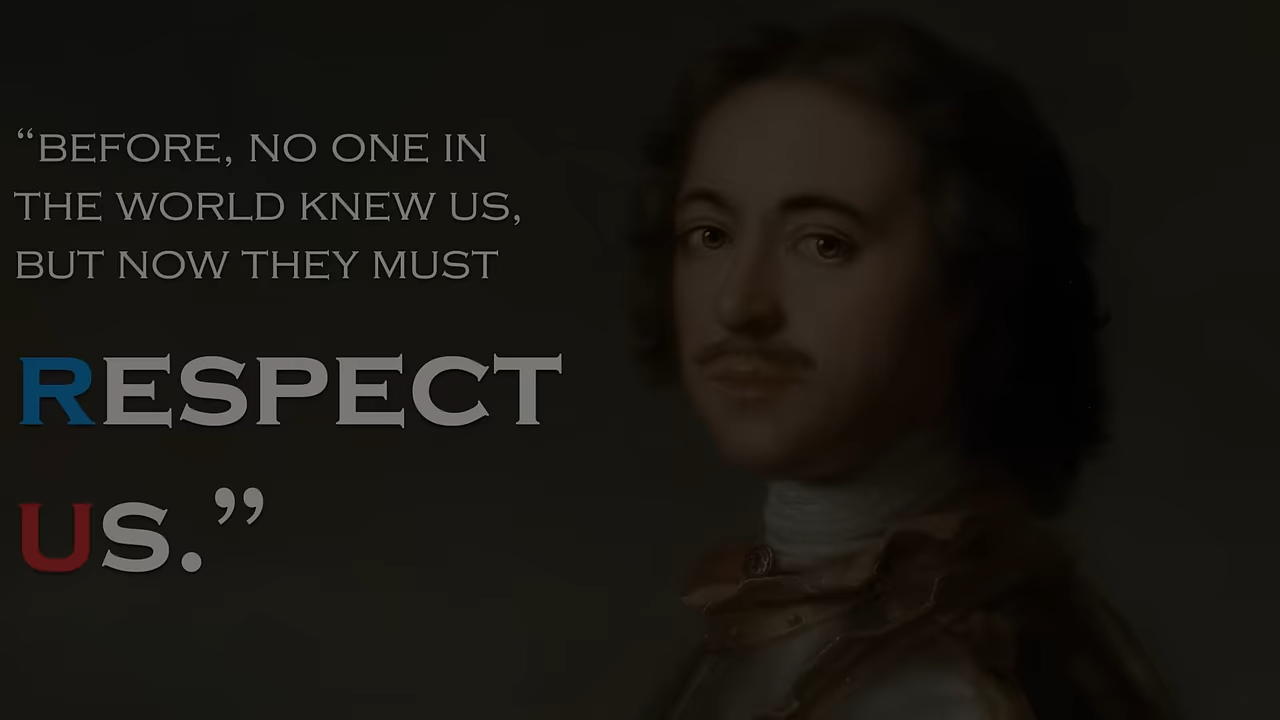 “BEFORE, NO ONE IN
THE WORLD KNEW US,
BUT NOW THEY MUST
RESPECT
US.”